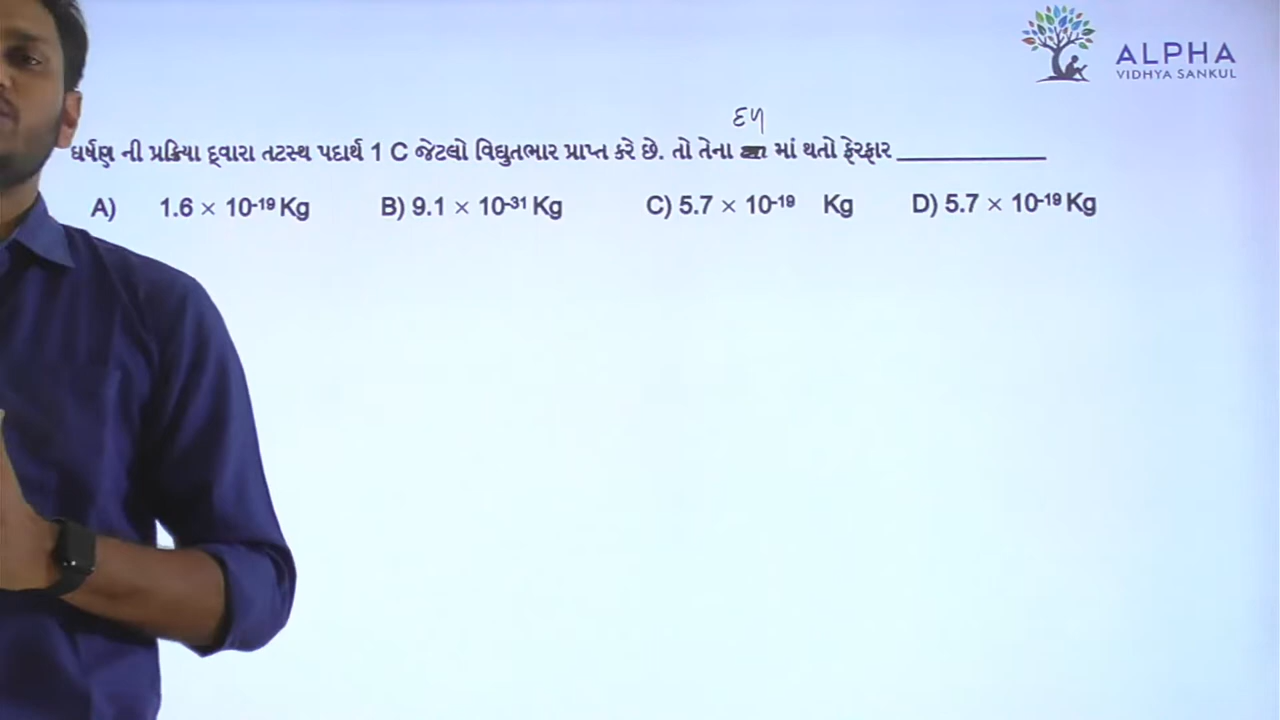 ALPHA
VIDHYA SANKUL
દળ
ઘર્ષણ ની પ્રક્રિયા દ્વારા તટસ્થ પદાર્થ 1 C જેટલો વિદ્યુતભાર પ્રાપ્ત કરે છે. તો તેના માં થતો ફેરફાર ___________
A) 1.6 × 10⁻¹⁹ Kg B) 9.1 × 10⁻³¹ Kg C) 5.7 × 10⁻¹⁹ Kg D) 5.7 × 10⁻¹⁹ Kg